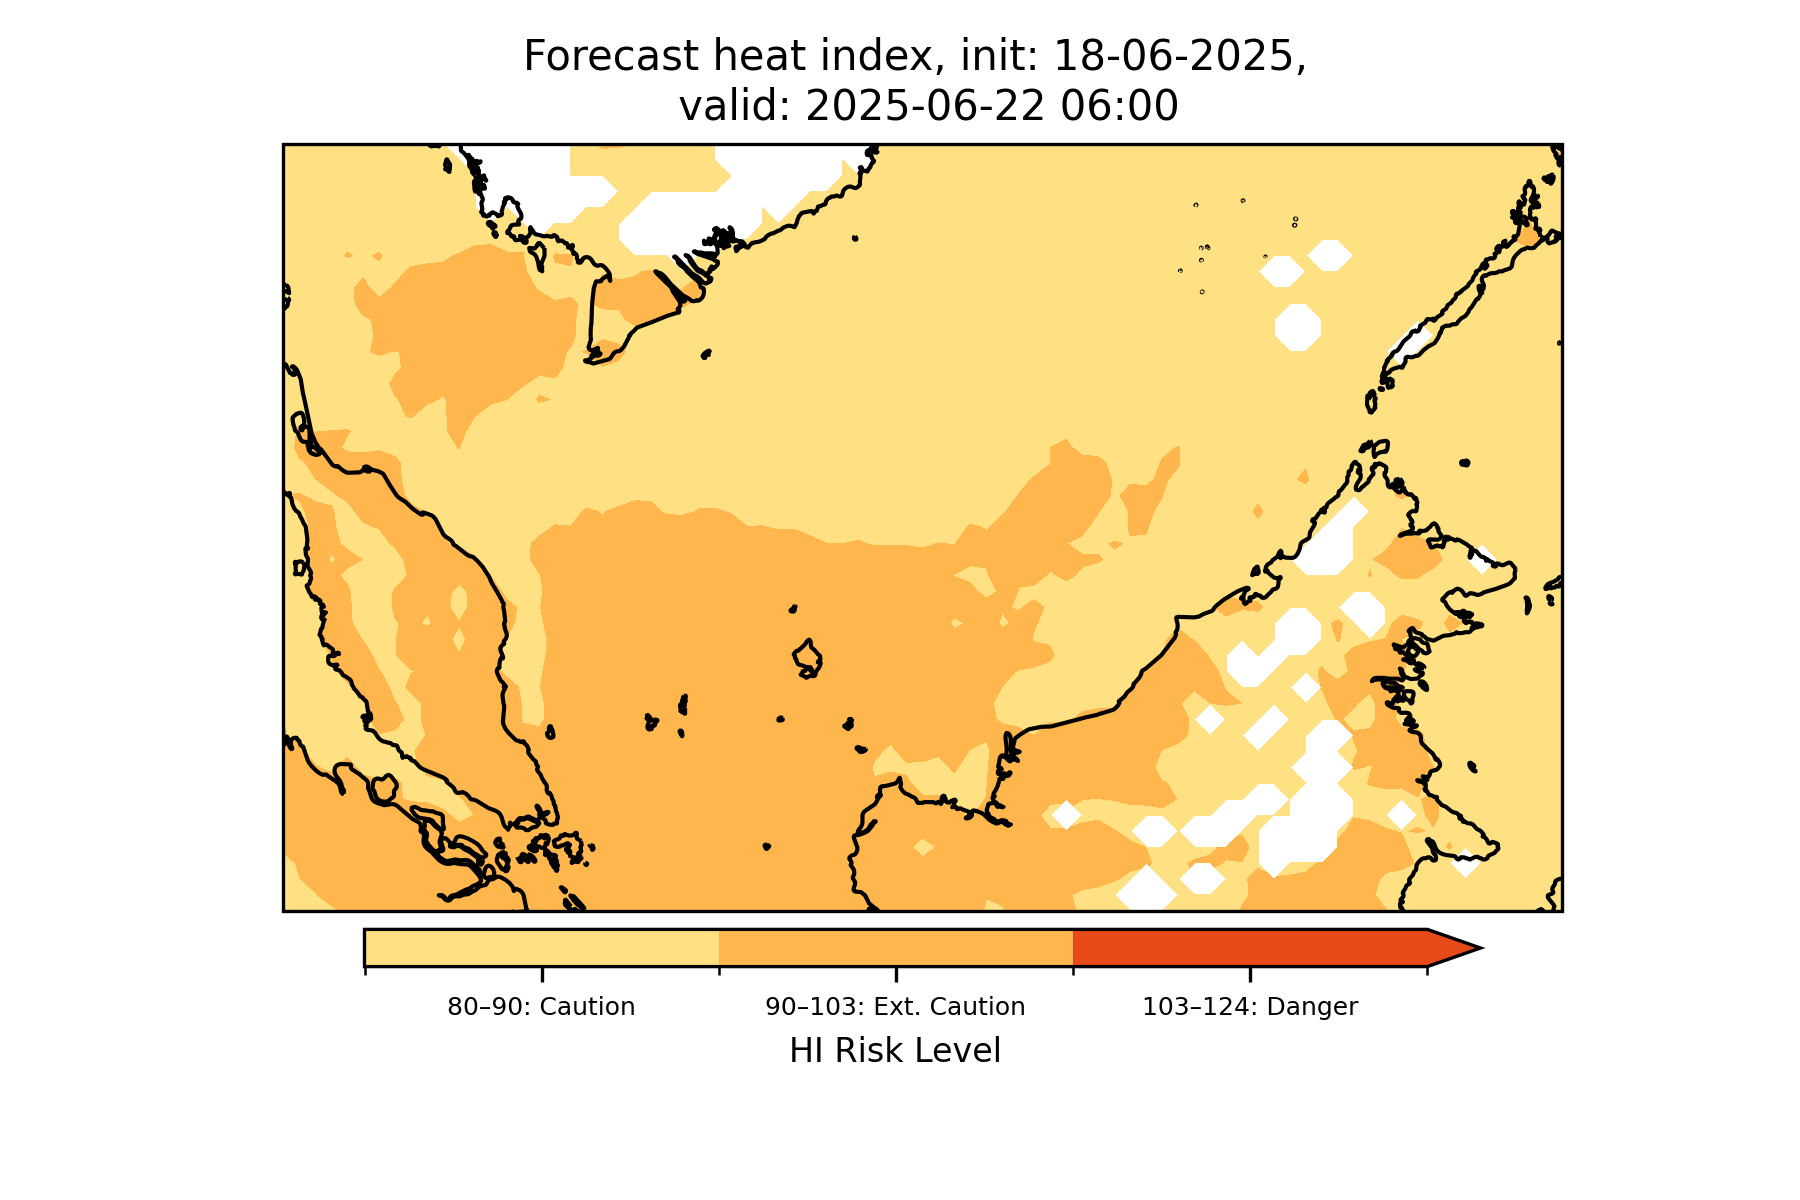 Forecast heat index, init: 18-06-2025,
valid: 2025-06-22 06:00
80–90: Caution
90–103: Ext. Caution
103–124: Danger
HI Risk Level